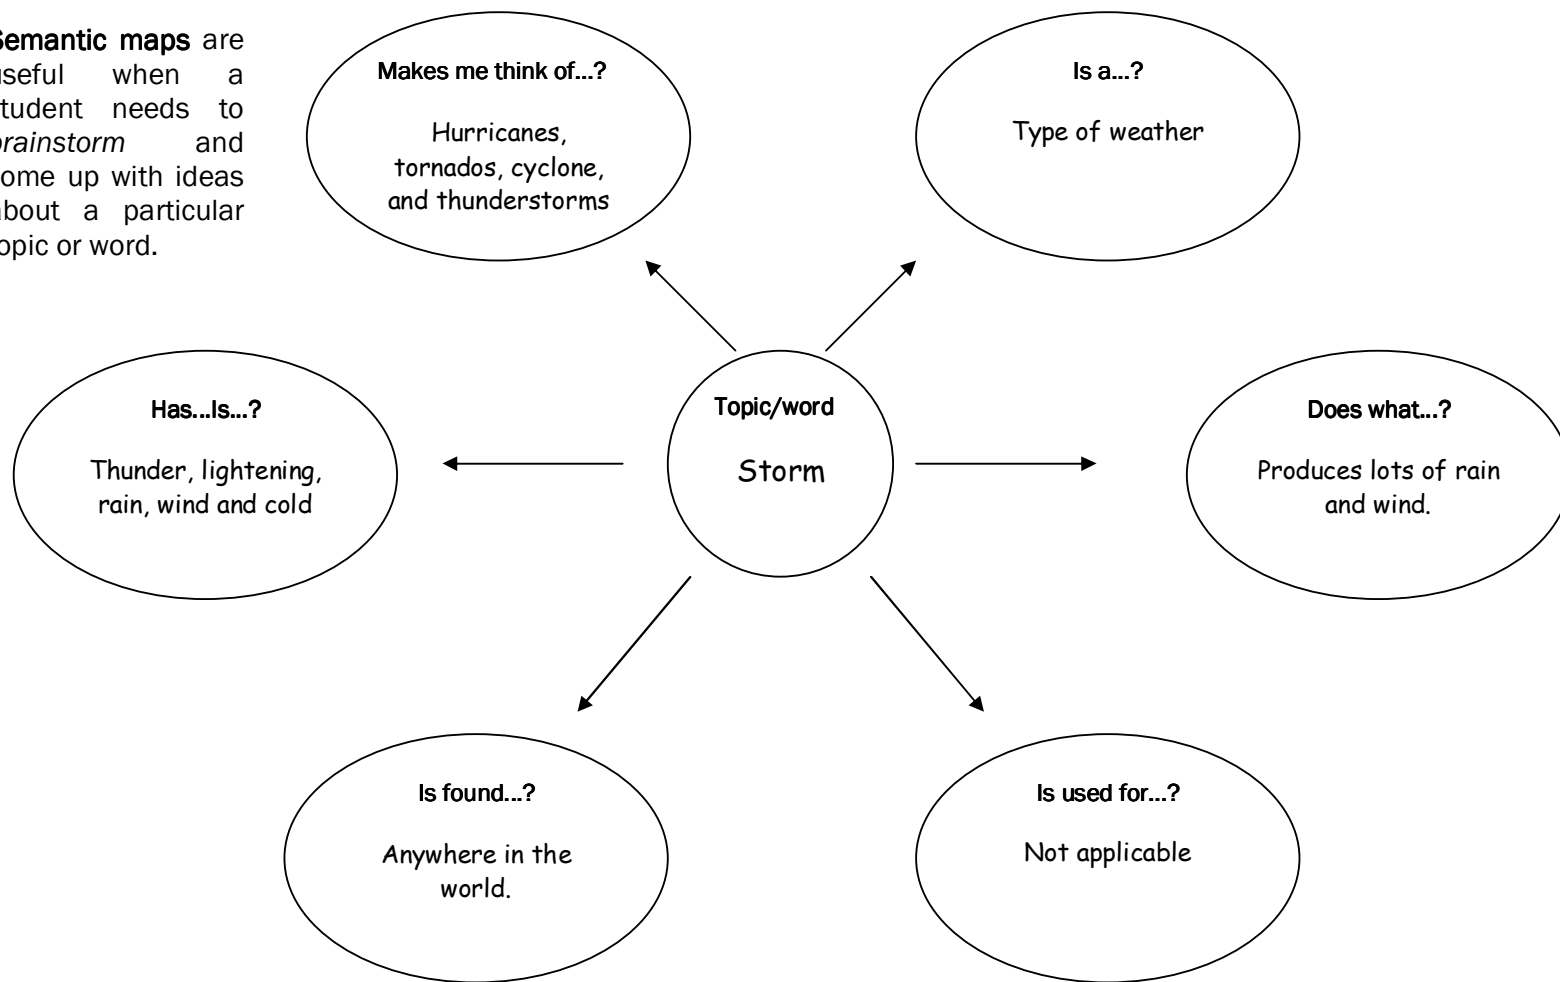 Semantic maps are
useful when a
student needs to
brainstorm and
come up with ideas
about a particular
topic or word.
Makes me think of...?
Hurricanes,
tornados, cyclone,
and thunderstorms
Is a...?
Type of weather
Has...Is...?
Thunder, lightening,
rain, wind and cold
Topic/word
Storm
Does what...?
Produces lots of rain
and wind.
Is found...?
Anywhere in the
world.
Is used for...?
Not applicable